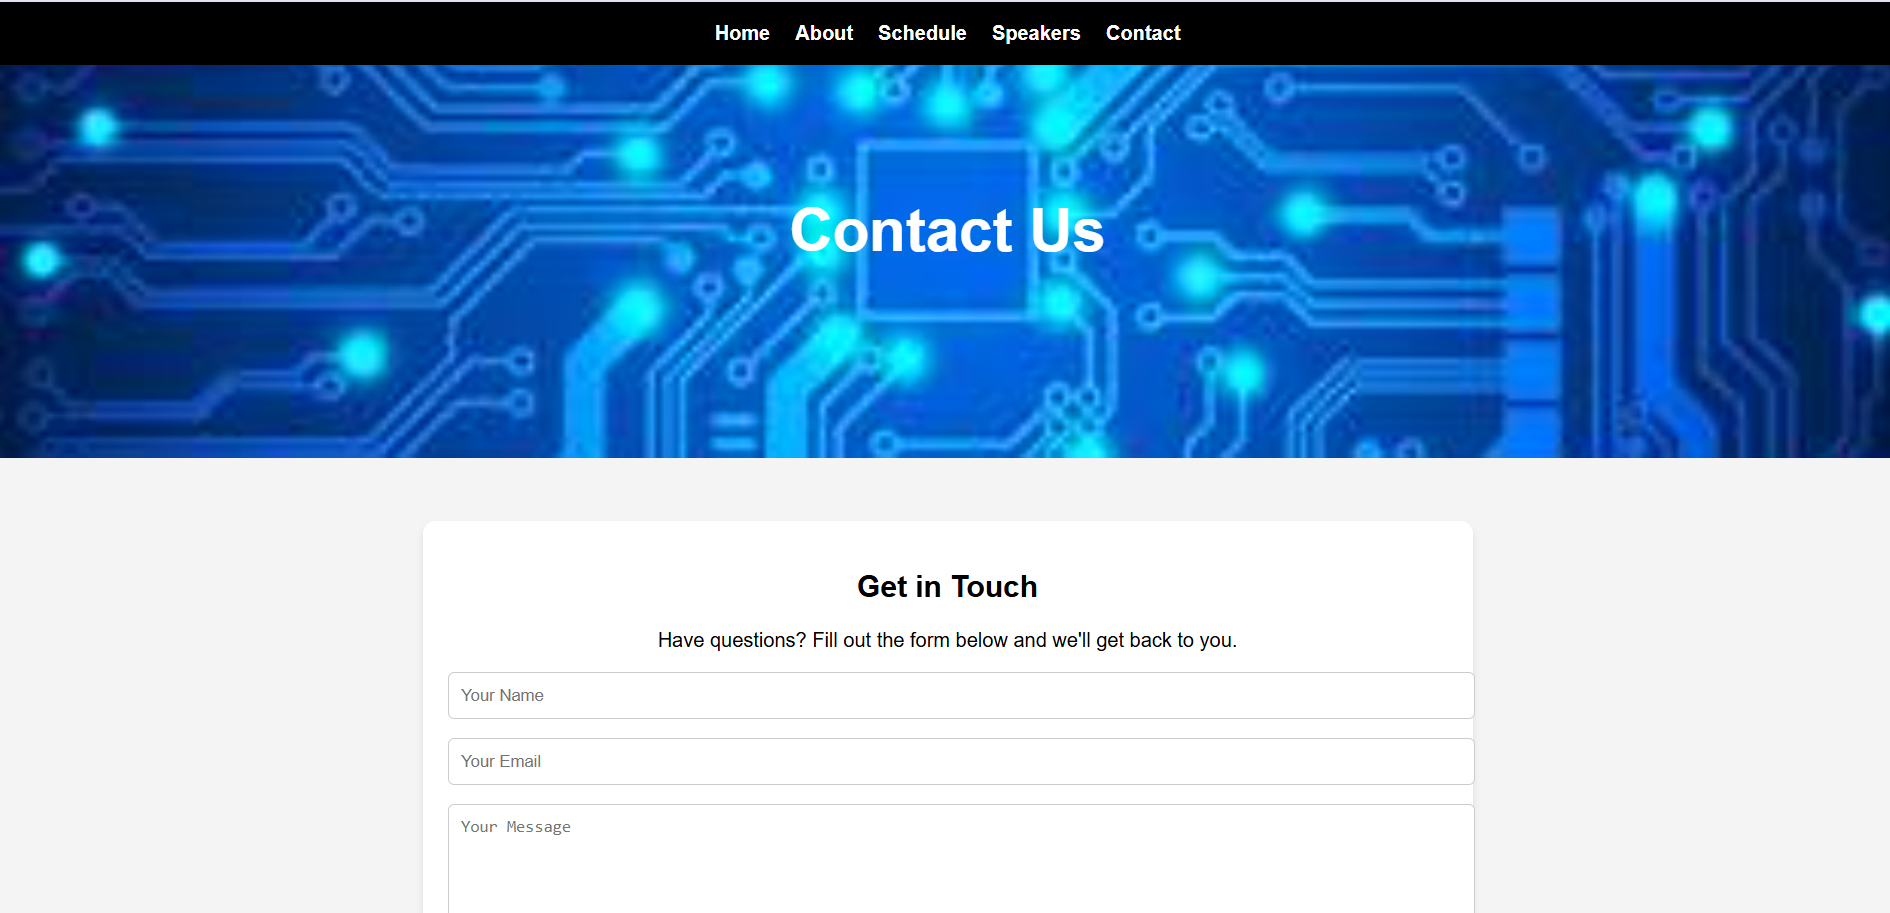 Home About Schedule Speakers Contact
Contact Us
Get in Touch
Have questions? Fill out the form below and we'll get back to you.
Your Name
Your Email
Your Message